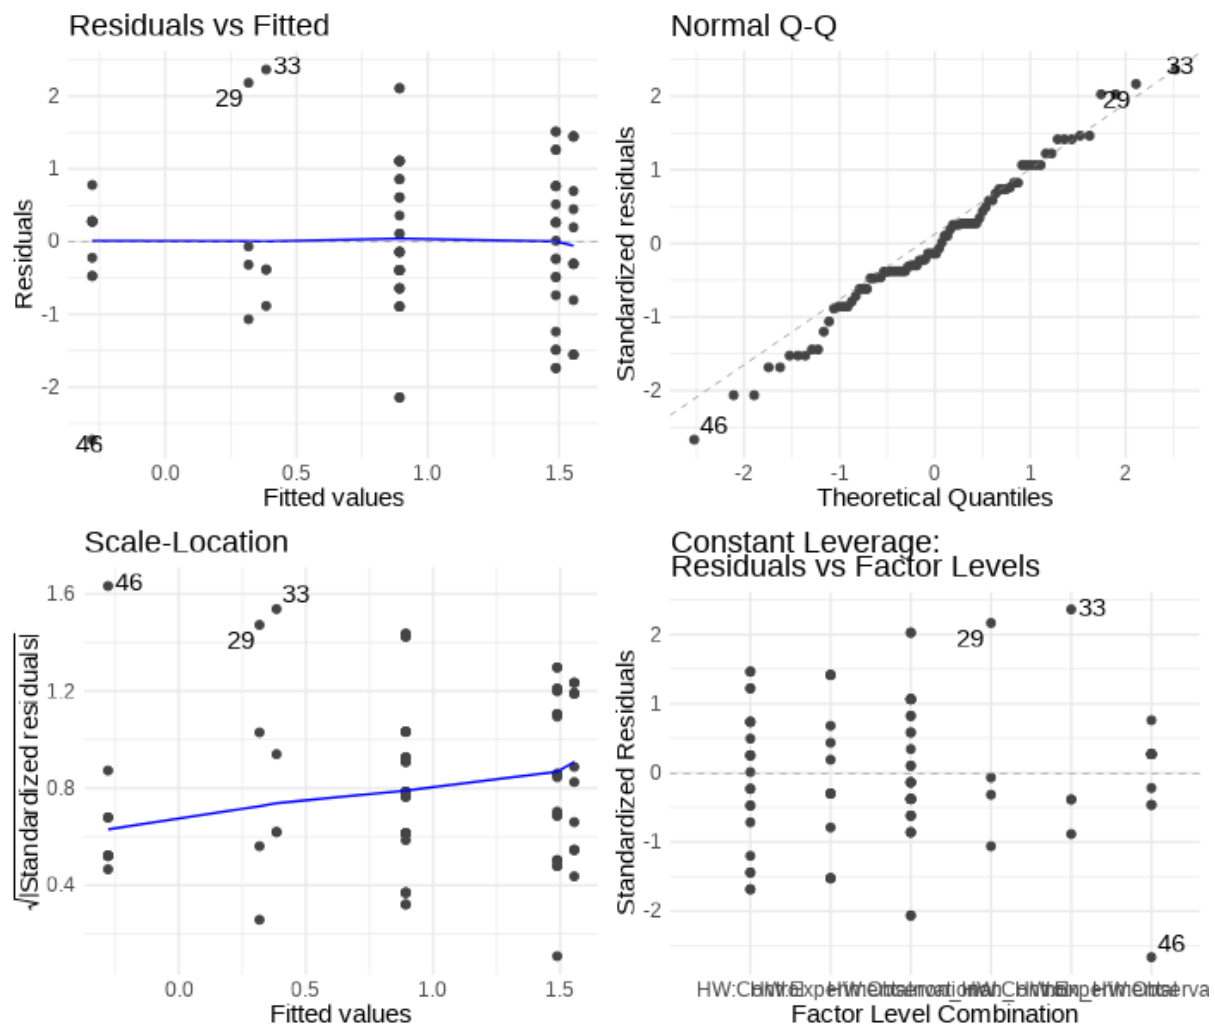 Residuals vs Fitted
33
29
46
2
1
0
-1
-2
Residuals
0.0 0.5 1.0 1.5
Fitted values
Normal Q-Q
33
29
46
2
1
0
-1
-2
Standardized residuals
-2 -1 0 1 2
Theoretical Quantiles
Scale-Location
46
33
29
1.6
1.2
0.8
0.4
√|Standardized residuals|
0.0 0.5 1.0 1.5
Fitted values
Constant Leverage:
Residuals vs Factor Levels
33
29
46
2
1
0
-1
-2
Standardized Residuals
Factor Level Combination